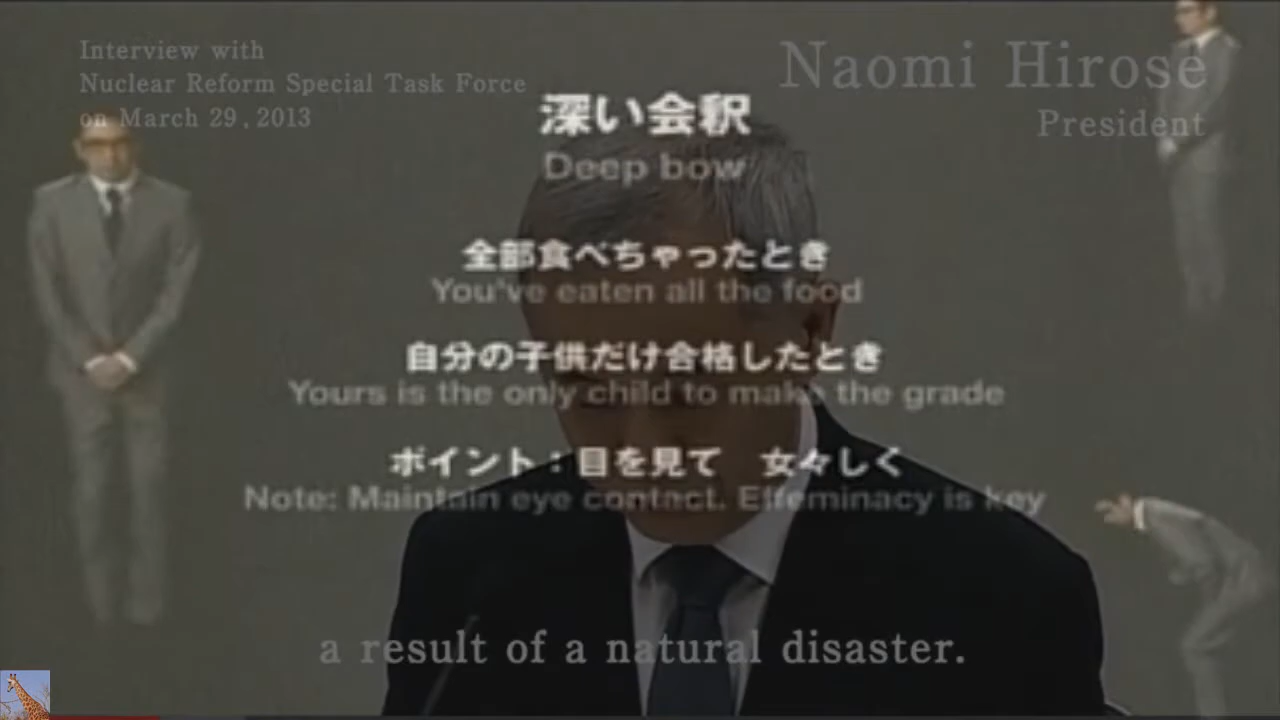 Interview with
Nuclear Reform Special Task Force
on March 29, 2013
Naomi Hirose
President
深い会釈
Deep bow
全部食べちゃったとき
You've eaten all the food
自分の子供だけ合格したとき
Yours is the only child to make the grade
ポイント：目を見て　女々しく
Note: Maintain eye contact. Effeminacy is key
a result of a natural disaster.